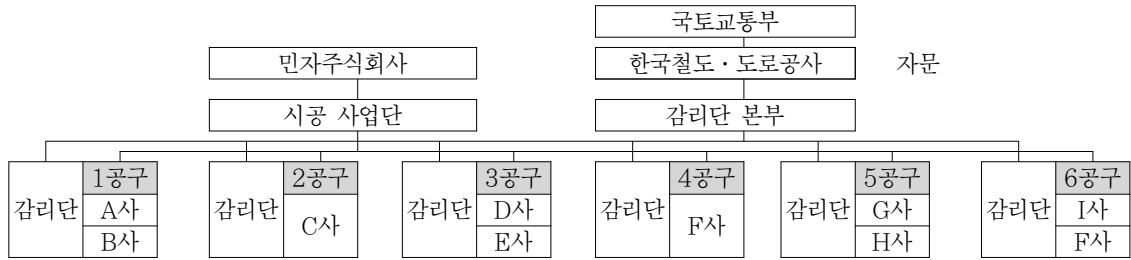 국토교통부
민자주식회사 한국철도·도로공사 자문
시공 사업단 감리단 본부
1공구 2공구 3공구 4공구 5공구 6공구
감리단 A사 감리단 C사 감리단 D사 감리단 F사 감리단 G사 감리단 I사
B사 E사 H사 F사